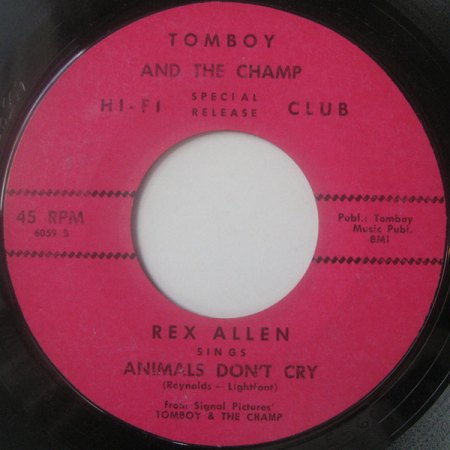 TOMBOY
AND THE CHAMP
HI-FI SPECIAL RELEASE CLUB
45 RPM
6059 B
Publ.: Tomboy
Music Publ.
BMI
REX ALLEN
SINGS
ANIMALS DON'T CRY
(Reynolds — Lightfoot)
from Signal Pictures'
TOMBOY & THE CHAMP